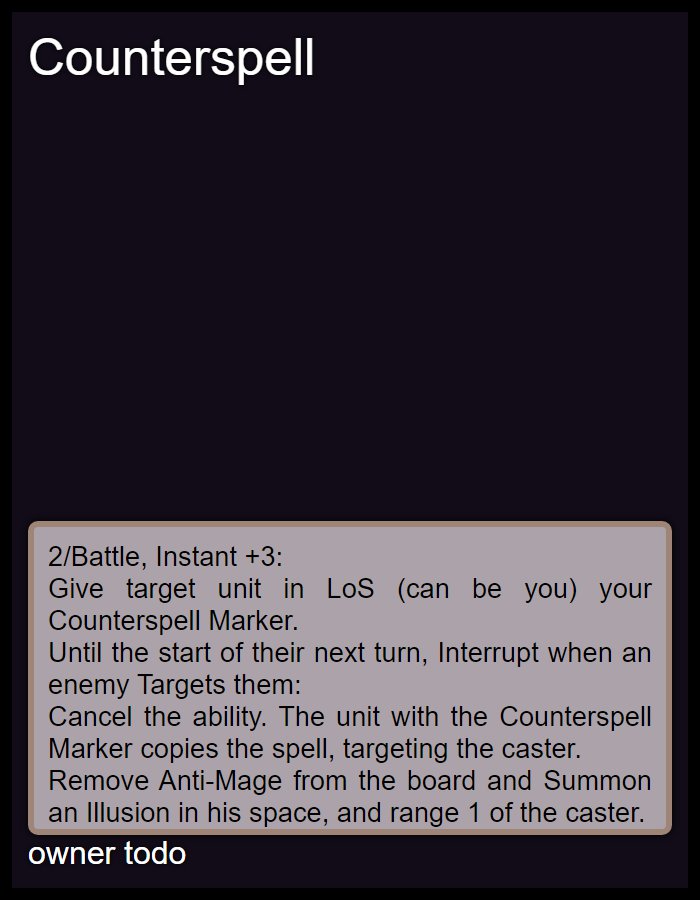 Counterspell
2/Battle, Instant +3:
Give target unit in LoS (can be you) your
Counterspell Marker.
Until the start of their next turn, Interrupt when an
enemy Targets them:
Cancel the ability. The unit with the Counterspell
Marker copies the spell, targeting the caster.
Remove Anti-Mage from the board and Summon
an Illusion in his space, and range 1 of the caster.
owner todo